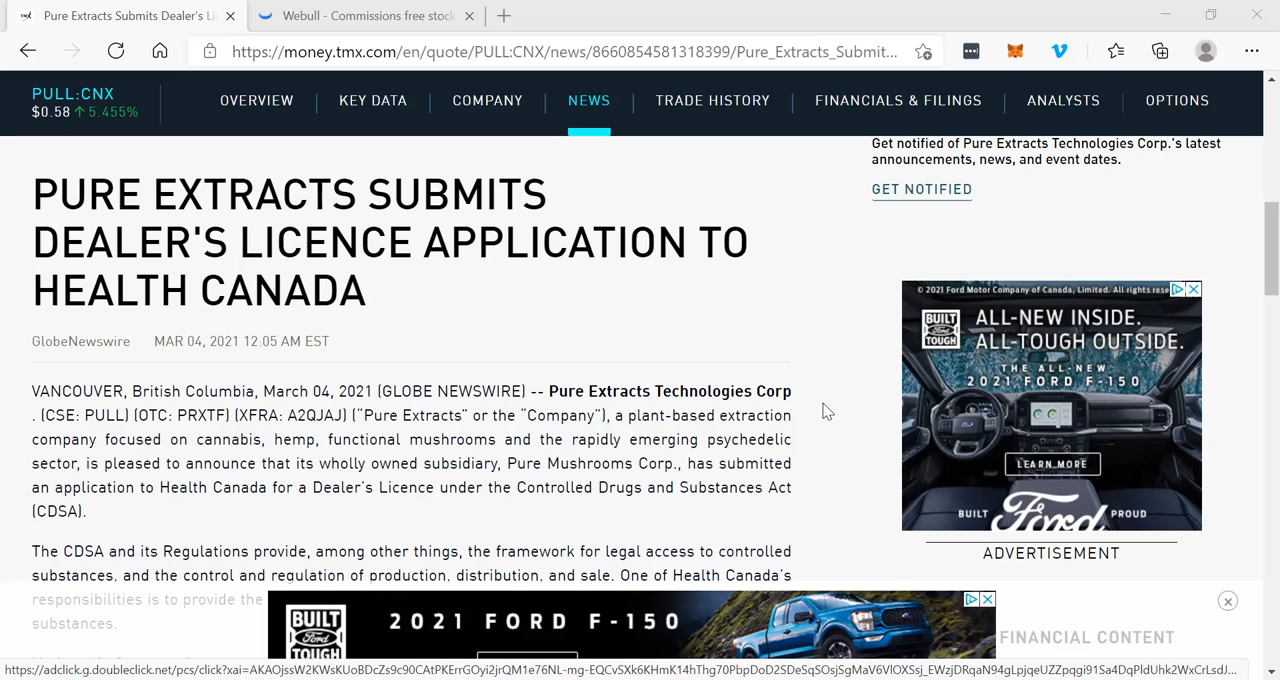 Pure Extracts Submits Dealer's Li
Webull - Commissions free stock
https://money.tmx.com/en/quote/PULL:CNX/news/8660854581318399/Pure_Extracts_Submit...
PULL:CNX
$0.58 ↑ 5.455%
OVERVIEW
KEY DATA
COMPANY
NEWS
TRADE HISTORY
FINANCIALS & FILINGS
ANALYSTS
OPTIONS
Get notified of Pure Extracts Technologies Corp.'s latest
announcements, news, and event dates.
GET NOTIFIED
PURE EXTRACTS SUBMITS
DEALER'S LICENCE APPLICATION TO
HEALTH CANADA
GlobeNewswire MAR 04, 2021 12:05 AM EST
VANCOUVER, British Columbia, March 04, 2021 (GLOBE NEWSWIRE) -- Pure Extracts Technologies Corp
. (CSE: PULL) (OTC: PRXTF) (XFRA: A2QJAJ) (“Pure Extracts” or the “Company”), a plant-based extraction
company focused on cannabis, hemp, functional mushrooms and the rapidly emerging psychedelic
sector, is pleased to announce that its wholly owned subsidiary, Pure Mushrooms Corp., has submitted
an application to Health Canada for a Dealer’s Licence under the Controlled Drugs and Substances Act
(CDSA).
The CDSA and its Regulations provide, among other things, the framework for legal access to controlled
substances, and the control and regulation of production, distribution, and sale. One of Health Canada’s
responsibilities is to provide the
substances.
© 2021 Ford Motor Company of Canada, Limited. All rights rese
BUILT
Ford
TOUGH
ALL-NEW INSIDE.
ALL-TOUGH OUTSIDE.
THE ALL-NEW
2021 FORD F-150
LEARN MORE
BUILT Ford PROUD
ADVERTISEMENT
BUILT
Ford
TOUGH
2021 FORD F-150
FINANCIAL CONTENT